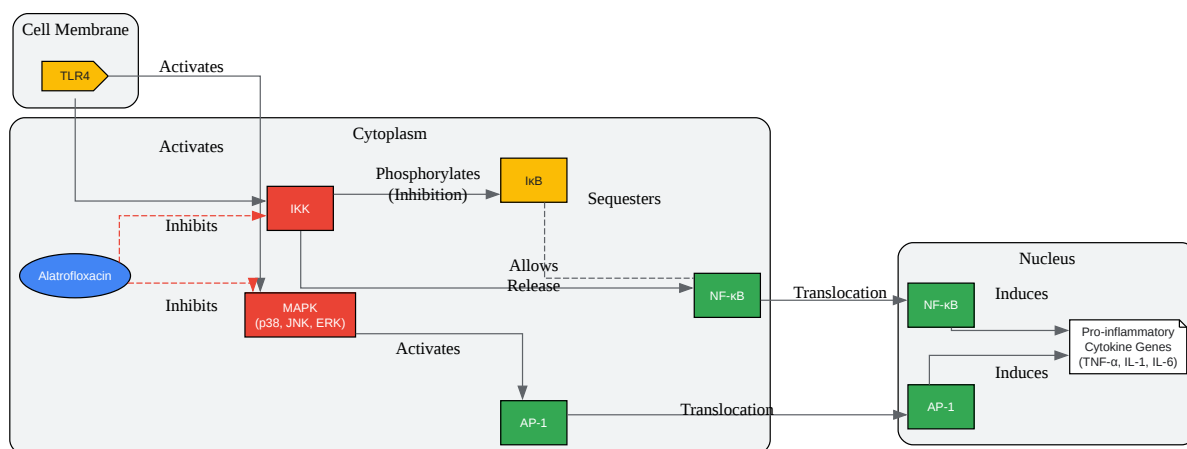 Cell Membrane
TLR4
Activates
Cytoplasm
Activates
Phosphorylates
(Inhibition)
IκB
Sequesters
IKK
Inhibits
Alatrofloxacin
Inhibits
Allows
Release
NF-κB
MAPK
(p38, JNK, ERK)
Activates
AP-1
Translocation
Translocation
Nucleus
NF-κB
Induces
Pro-inflammatory
Cytokine Genes
(TNF-α, IL-1, IL-6)
Induces
AP-1